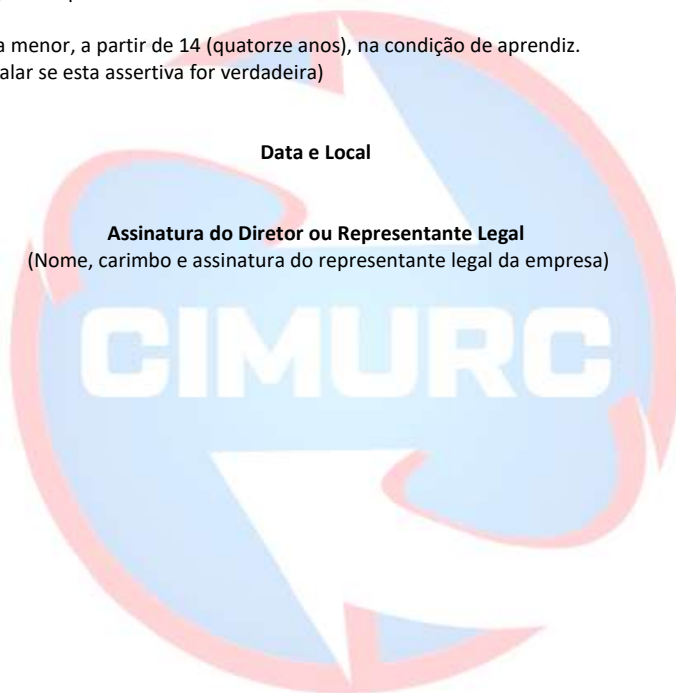 a menor, a partir de 14 (quatorze anos), na condição de aprendiz.
alar se esta assertiva for verdadeira)
Data e Local
Assinatura do Diretor ou Representante Legal
(Nome, carimbo e assinatura do representante legal da empresa)
CIMURC